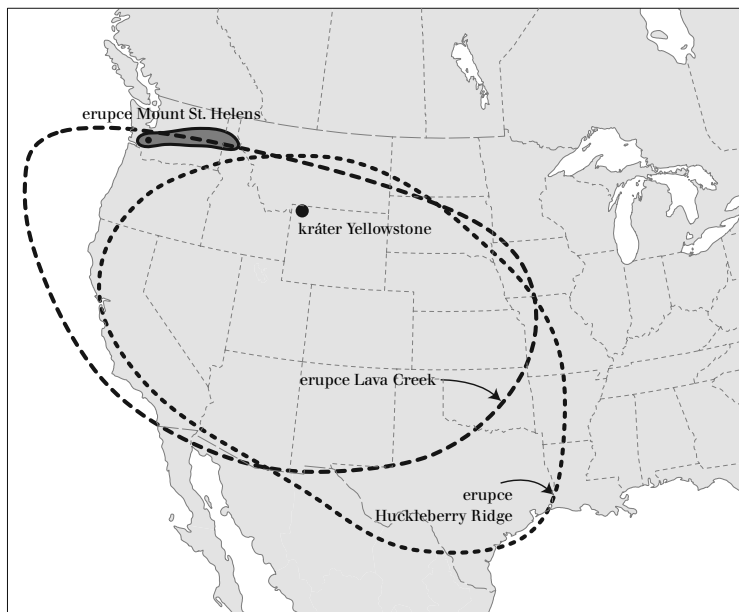 erupce Mount St. Helens
kráter Yellowstone
erupce Lava Creek
erupce
Huckleberry Ridge